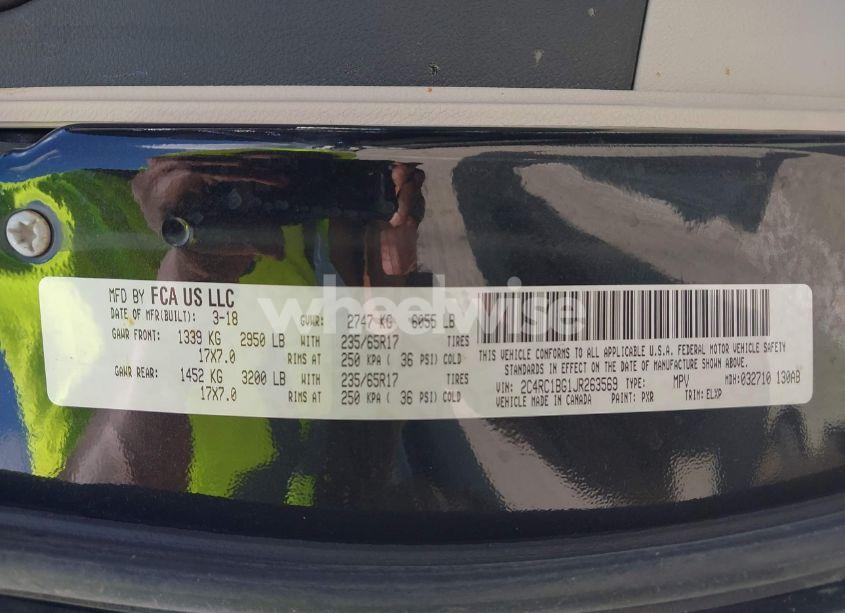 MFD BY FCA US LLC
DATE OF MFR(BUILT): 3-18
GVWR: 2747 KG 6055 LB
GAWR FRONT: 1339 KG 2950 LB WITH 235/65R17 TIRES
17X7.0 RIMS AT 250 KPA ( 36 PSI) COLD
GAWR REAR: 1452 KG 3200 LB WITH 235/65R17 TIRES
17X7.0 RIMS AT 250 KPA ( 36 PSI) COLD
THIS VEHICLE CONFORMS TO ALL APPLICABLE U.S.A. FEDERAL MOTOR VEHICLE SAFETY
STANDARDS IN EFFECT ON THE DATE OF MANUFACTURE SHOWN ABOVE.
VIN: 2C4RC1BG1JR263569 TYPE: MPV MDH:032710 130AB
VEHICLE MADE IN CANADA PAINT: PXR TRIM: ELXP
wheelwise